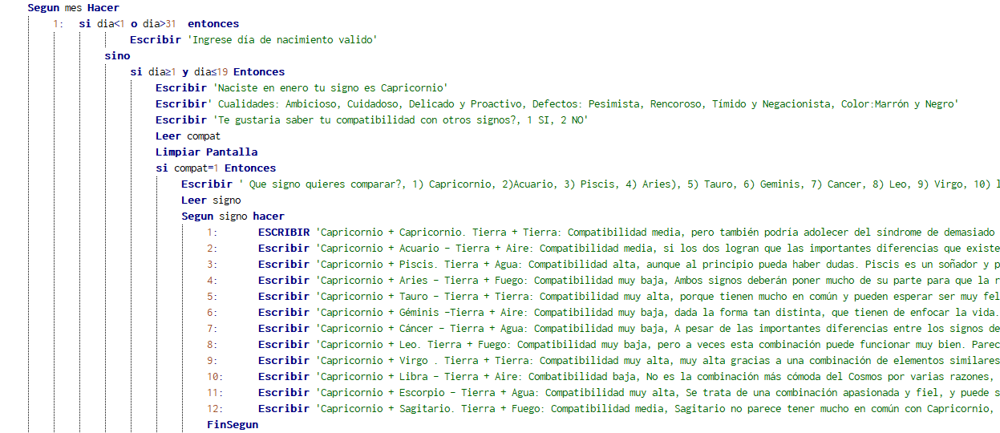 Segun mes Hacer
1: si dia<1 o dia>31 entonces
Escribir 'Ingrese día de nacimiento valido'
sino
si dia≥1 y dia≤19 Entonces
Escribir 'Naciste en enero tu signo es Capricornio'
Escribir' Cualidades: Ambicioso, Cuidadoso, Delicado y Proactivo, Defectos: Pesimista, Rencoroso, Tímido y Negacionista, Color:Marrón y Negro'
Escribir 'Te gustaria saber tu compatibilidad con otros signos?, 1 SI, 2 NO'
Leer compat
Limpiar Pantalla
si compat=1 Entonces
Escribir ' Que signo quieres comparar?, 1) Capricornio, 2)Acuario, 3) Piscis, 4) Aries), 5) Tauro, 6) Geminis, 7) Cancer, 8) Leo, 9) Virgo, 10)
Leer signo
Segun signo hacer
1: ESCRIBIR 'Capricornio + Capricornio. Tierra + Tierra: Compatibilidad media, pero también podría adolecer del síndrome de demasiado
2: Escribir 'Capricornio + Acuario – Tierra + Aire: Compatibilidad media, si los dos logran que las importantes diferencias que existe
3: Escribir 'Capricornio + Piscis. Tierra + Agua: Compatibilidad alta, aunque al principio pueda haber dudas. Piscis es un soñador y p
4: Escribir 'Capricornio + Aries – Tierra + Fuego: Compatibilidad muy baja, Ambos signos deberán poner mucho de su parte para que la r
5: Escribir 'Capricornio + Tauro – Tierra + Tierra: Compatibilidad muy alta, porque tienen mucho en común y pueden esperar ser muy fel
6: Escribir 'Capricornio + Géminis –Tierra + Aire: Compatibilidad muy baja, dada la forma tan distinta, que tienen de enfocar la vida.
7: Escribir 'Capricornio + Cáncer – Tierra + Agua: Compatibilidad muy baja, A pesar de las importantes diferencias entre los signos de
8: Escribir 'Capricornio + Leo. Tierra + Fuego: Compatibilidad muy baja, pero a veces esta combinación puede funcionar muy bien. Parec
9: Escribir 'Capricornio + Virgo . Tierra + Tierra: Compatibilidad muy alta, muy alta gracias a una combinación de elementos similares
10: Escribir 'Capricornio + Libra – Tierra + Aire: Combatibilidad baja, No es la combinación más cómoda del Cosmos por varias razones,
11: Escribir 'Capricornio + Escorpio – Tierra + Agua: Compatibilidad muy alta, Se trata de una combinación apasionada y fiel, y puede s
12: Escribir 'Capricornio + Sagitario. Tierra + Fuego: Compatibilidad media, Sagitario no parece tener mucho en común con Capricornio,
FinSegun